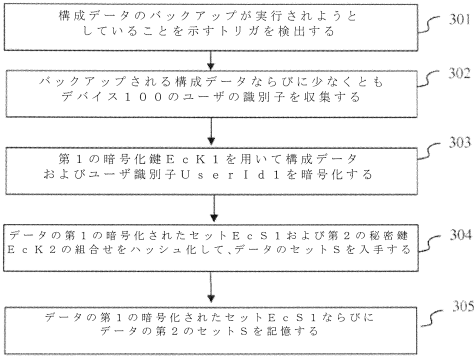 構成データのバックアップが実行されようと
していることを示すトリガを検出する
301
バックアップされる構成データならびに少なくとも
デバイス１００のユーザの識別子を収集する
302
第１の暗号化鍵ＥｃＫ１を用いて構成データ
およびユーザ識別子ＵｓｅｒＩｄ１を暗号化する
303
データの第１の暗号化されたセットＥｃＳ１および第２の秘密鍵
ＥｃＫ２の組合せをハッシュ化して、データのセットＳを入手する
304
データの第１の暗号化されたセットＥｃＳ１ならびに
データの第２のセットＳを記憶する
305